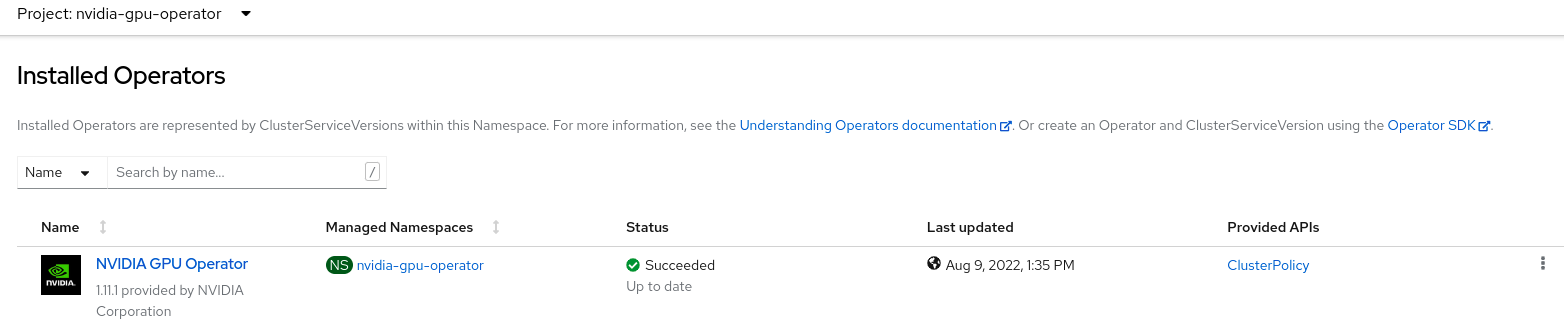 Project: nvidia-gpu-operator
Installed Operators
Installed Operators are represented by ClusterServiceVersions within this Namespace. For more information, see the Understanding Operators documentation. Or create an Operator and ClusterServiceVersion using the Operator SDK.
Name Search by name... /
Name Managed Namespaces Status Last updated Provided APIs
NVIDIA GPU Operator NS nvidia-gpu-operator Succeeded Aug 9, 2022, 1:35 PM ClusterPolicy
NVIDIA. 1.11.1 provided by NVIDIA Up to date
Corporation